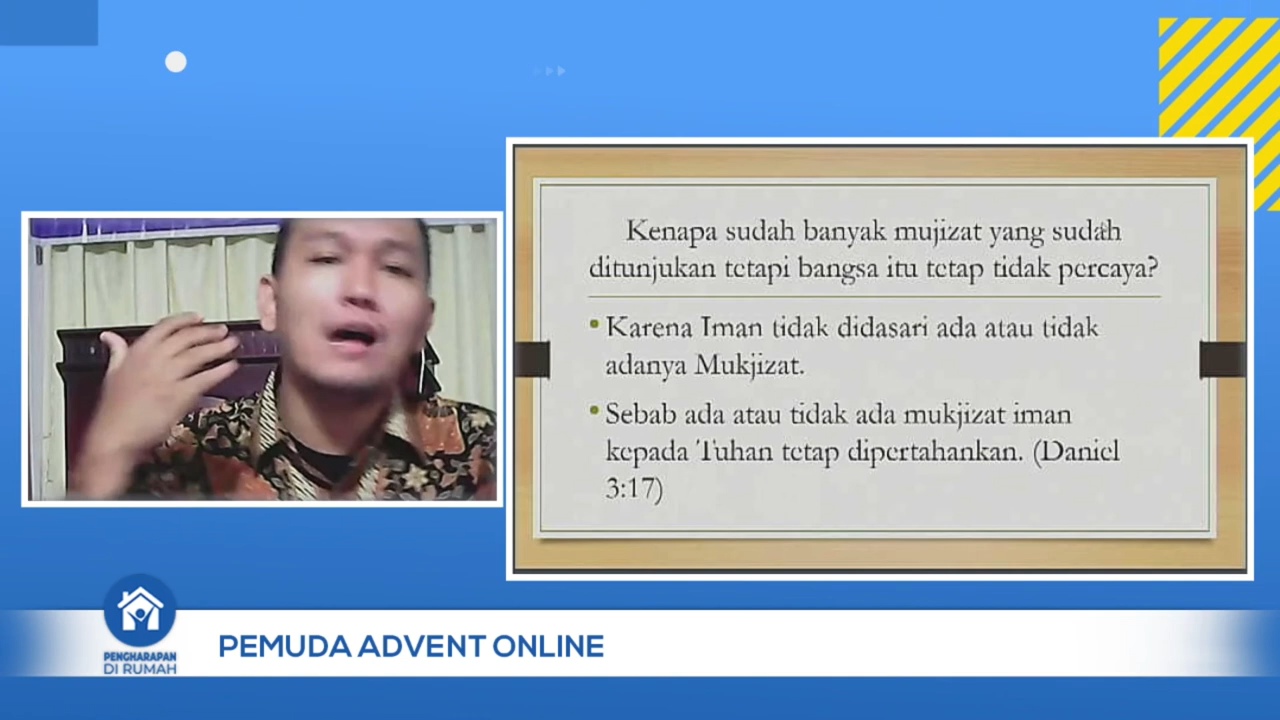 Kenapa sudah banyak mujizat yang sudah
ditunjukan tetapi bangsa itu tetap tidak percaya?
• Karena Iman tidak didasari ada atau tidak
adanya Mukjizat.
• Sebab ada atau tidak ada mukjizat iman
kepada Tuhan tetap dipertahankan. (Daniel
3:17)
PENGHARAPAN
DI RUMAH
PEMUDA ADVENT ONLINE